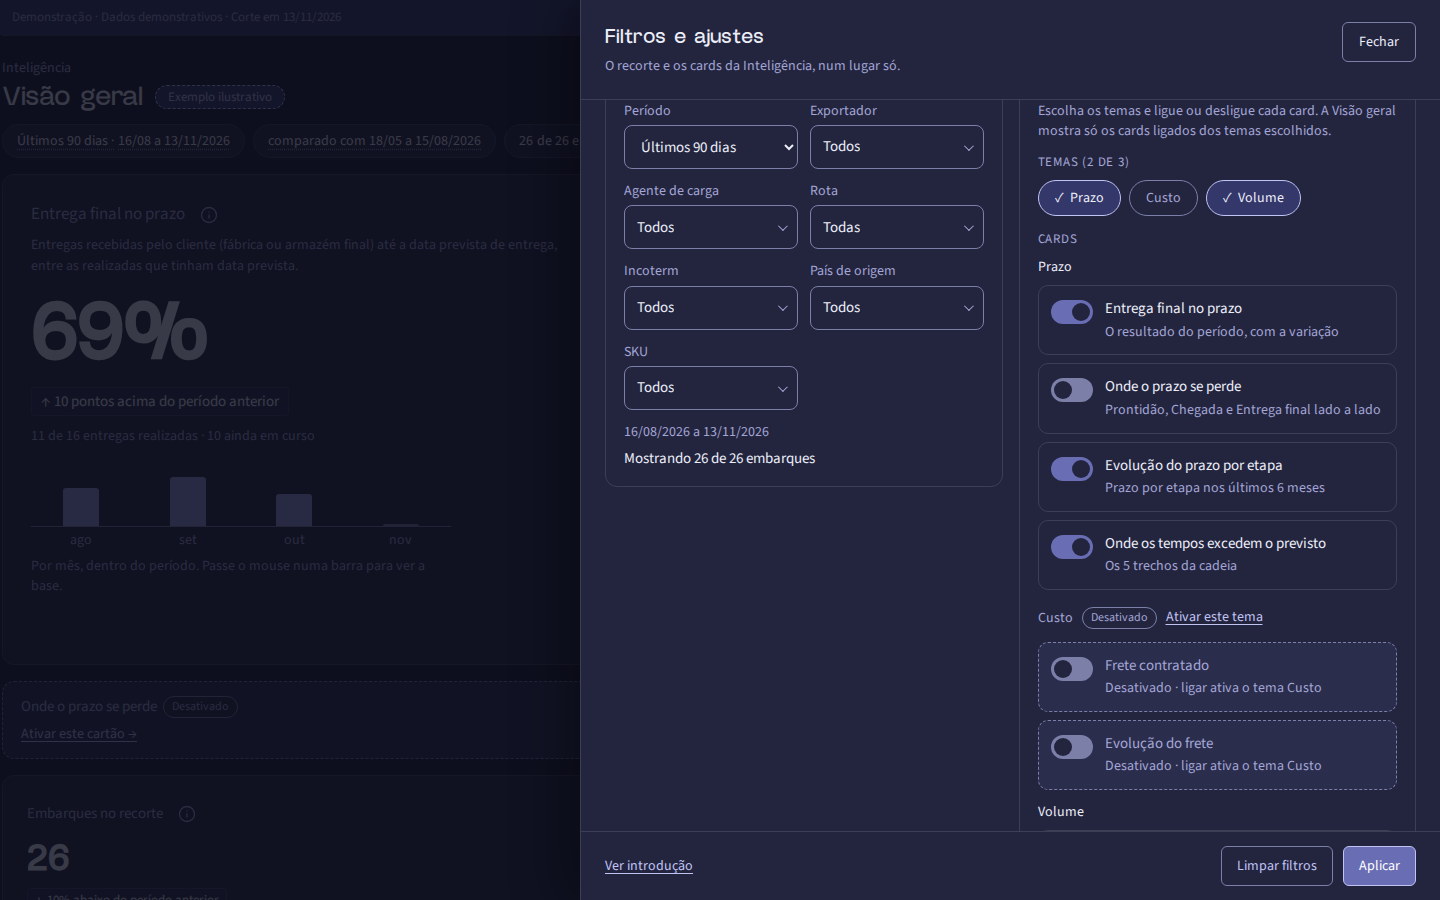 Demonstração · Dados demonstrativos · Corte em 13/11/2026
Inteligência
Visão geral
Exemplo ilustrativo
Últimos 90 dias · 16/08 a 13/11/2026
comparado com 18/05 a 15/08/2026
26 de 26 e
Entrega final no prazo
Entregas recebidas pelo cliente (fábrica ou armazém final) até a data prevista de entrega,
entre as realizadas que tinham data prevista.
69%
↑ 10 pontos acima do período anterior
11 de 16 entregas realizadas · 10 ainda em curso
ago set out nov
Por mês, dentro do período. Passe o mouse numa barra para ver a
base.
Onde o prazo se perde
Desativado
Ativar este cartão →
Embarques no recorte
26
Filtros e ajustes
O recorte e os cards da Inteligência, num lugar só.
Fechar
Período
Últimos 90 dias
Exportador
Todos
Agente de carga
Todos
Rota
Todas
Incoterm
Todos
País de origem
Todos
SKU
Todos
16/08/2026 a 13/11/2026
Mostrando 26 de 26 embarques
Escolha os temas e ligue ou desligue cada card. A Visão geral
mostra só os cards ligados dos temas escolhidos.
TEMAS (2 DE 3)
✓ Prazo
Custo
✓ Volume
CARDS
Prazo
Entrega final no prazo
O resultado do período, com a variação
Onde o prazo se perde
Prontidão, Chegada e Entrega final lado a lado
Evolução do prazo por etapa
Prazo por etapa nos últimos 6 meses
Onde os tempos excedem o previsto
Os 5 trechos da cadeia
Custo
Desativado
Ativar este tema
Frete contratado
Desativado · ligar ativa o tema Custo
Evolução do frete
Desativado · ligar ativa o tema Custo
Volume
Ver introdução
Limpar filtros
Aplicar